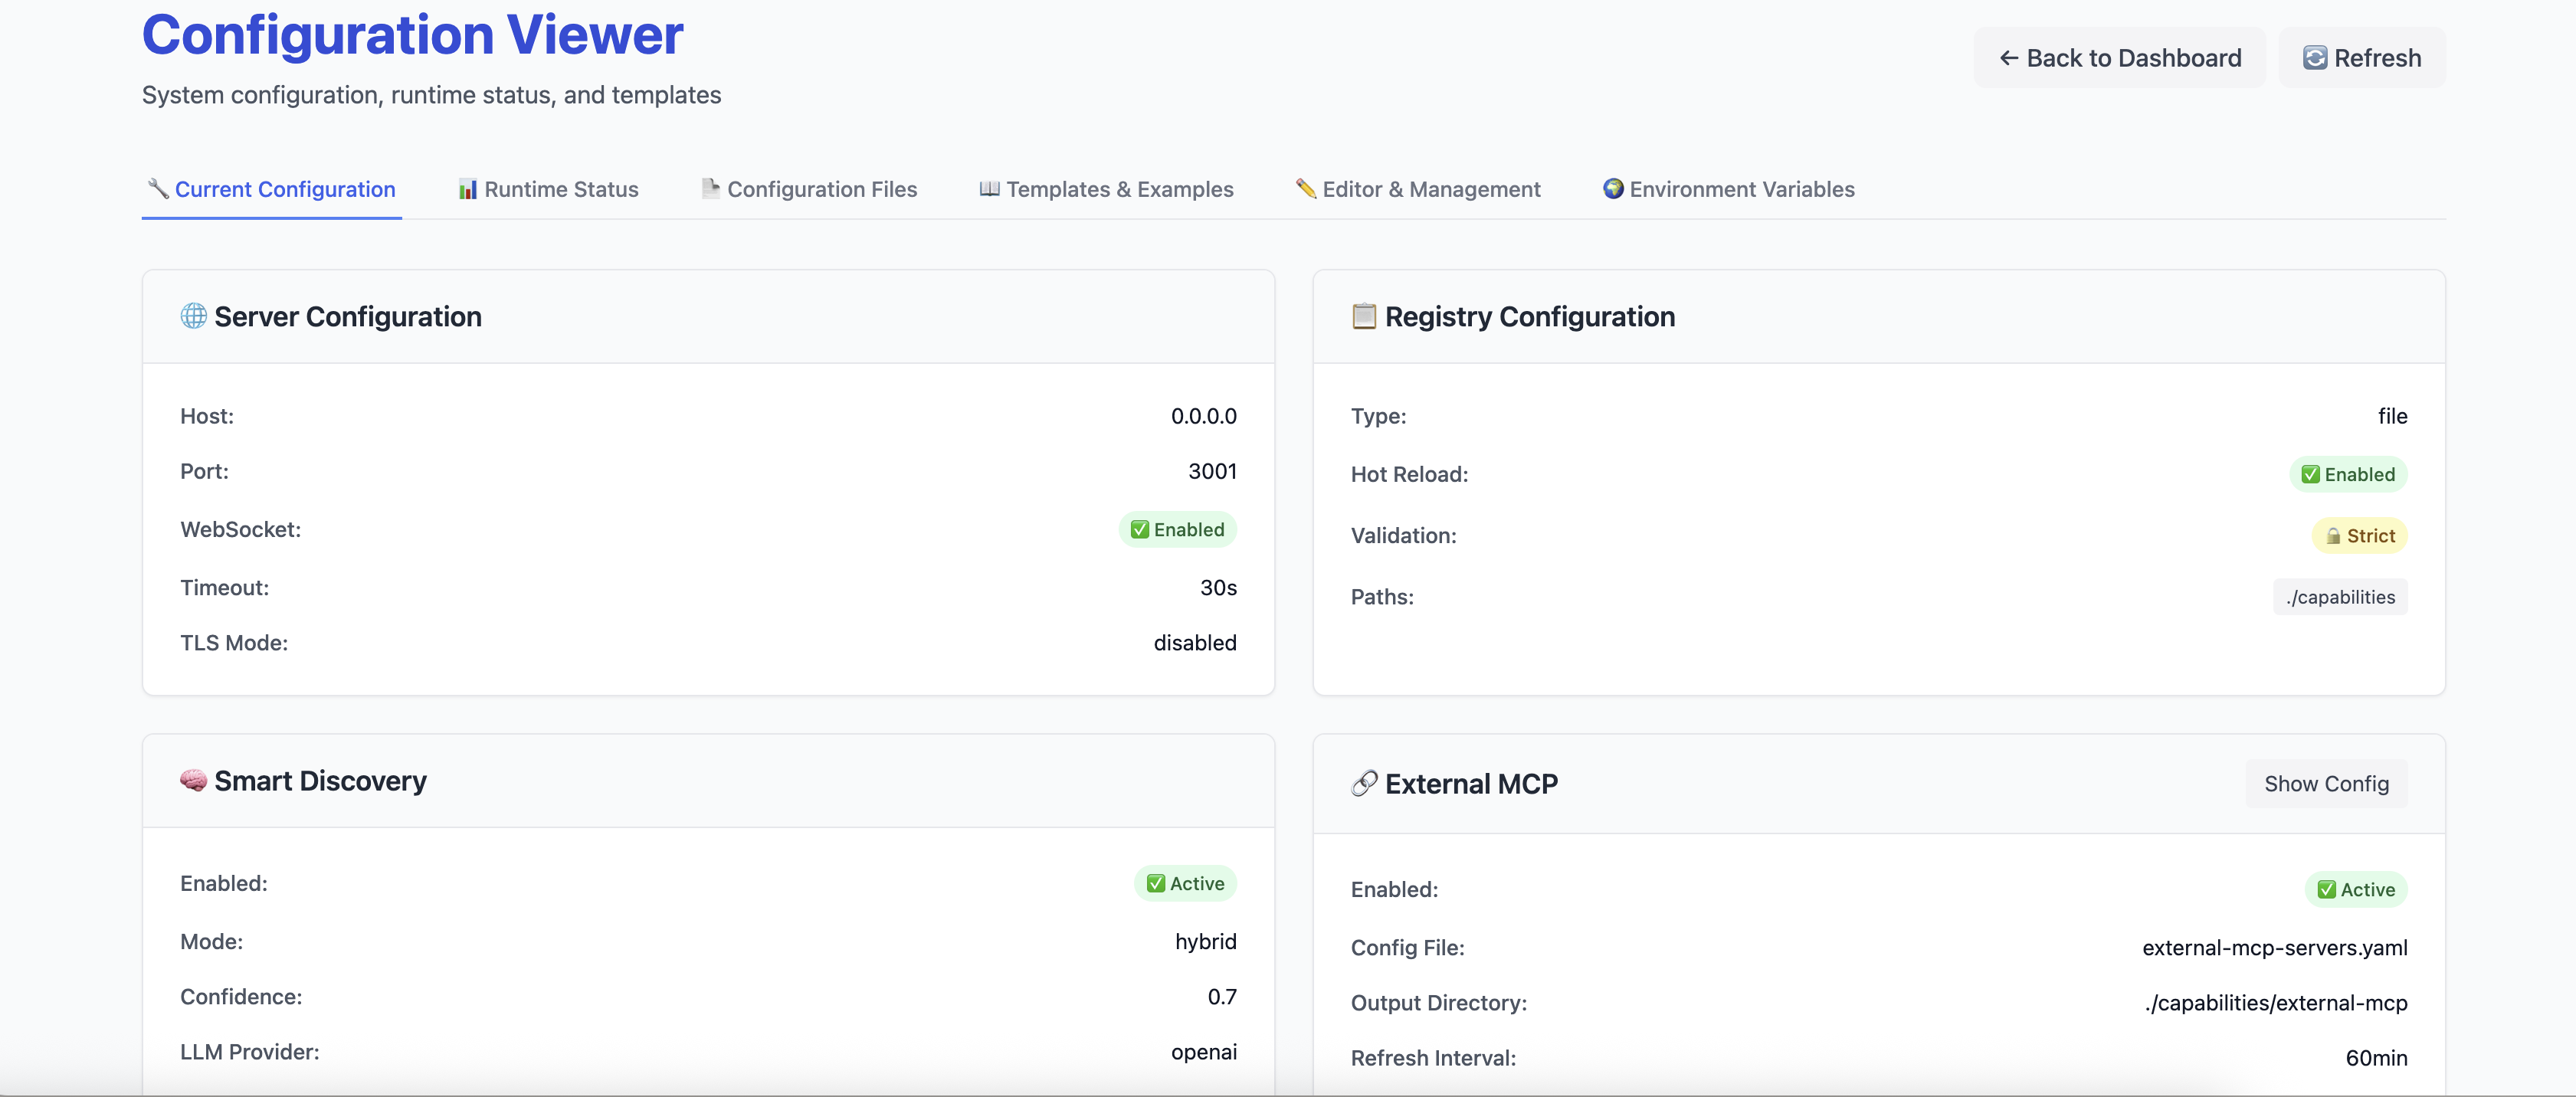 Configuration Viewer
System configuration, runtime status, and templates
← Back to Dashboard
Refresh
Current Configuration
Runtime Status
Configuration Files
Templates & Examples
Editor & Management
Environment Variables
Server Configuration
Host: 0.0.0.0
Port: 3001
WebSocket: ✅ Enabled
Timeout: 30s
TLS Mode: disabled
Registry Configuration
Type: file
Hot Reload: ✅ Enabled
Validation: 🔒 Strict
Paths: ./capabilities
Smart Discovery
Enabled: ✅ Active
Mode: hybrid
Confidence: 0.7
LLM Provider: openai
External MCP
Show Config
Enabled: ✅ Active
Config File: external-mcp-servers.yaml
Output Directory: ./capabilities/external-mcp
Refresh Interval: 60min